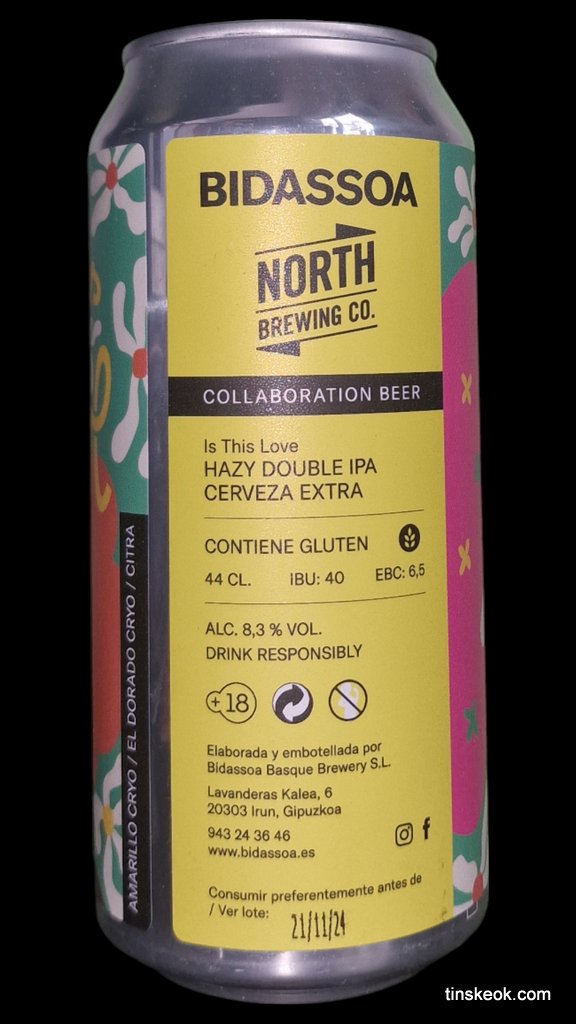 BIDASSOA
NORTH
BREWING CO.
COLLABORATION BEER
Is This Love
HAZY DOUBLE IPA
CERVEZA EXTRA
CONTIENE GLUTEN
44 CL. IBU: 40 EBC: 6,5
ALC. 8,3 % VOL.
DRINK RESPONSIBLY
+18
Elaborada y embotellada por
Bidassoa Basque Brewery S.L.
Lavanderas Kalea, 6
20303 Irun, Gipuzkoa
943 24 36 46
www.bidassoa.es
f
Consumir preferentemente antes de
/ Ver lote:
21/11/24
AMARILLO CRYO / EL DORADO CRYO / CITRA
tinskeok.com